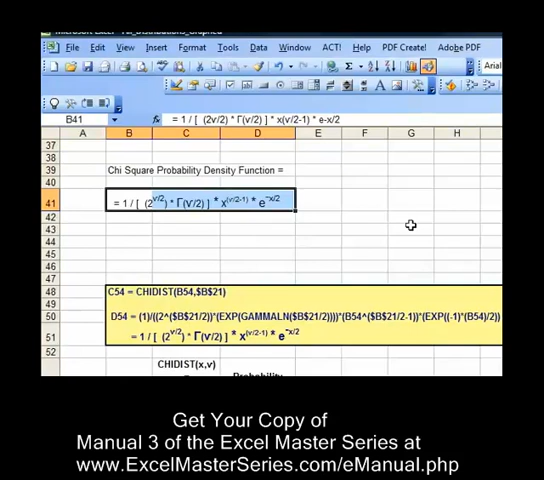 File Edit View Insert Format Tools Data Window ACT! Help PDF Create! Adobe PDF
Arial
B41 fx = 1 / [ (2v/2) * Γ(v/2) ] * x(v/2-1) * e-x/2
A B C D E F G H
37
38
39 Chi Square Probability Density Function =
40
41 = 1 / [ (2^v/2) * Γ(v/2) ] * x^(v/2-1) * e^-x/2
42
43
44
45
46
47
48 C54 = CHIDIST(B54,$B$21)
49
50 D54 = (1)/((2^($B$21/2))*(EXP(GAMMALN($B$21/2))))*(B54^($B$21/2-1))*(EXP((-1)*(B54)/2))
51 = 1 / [ (2^v/2) * Γ(v/2) ] * x^(v/2-1) * e^-x/2
52
CHIDIST(x,v)
Get Your Copy of
Manual 3 of the Excel Master Series at
www.ExcelMasterSeries.com/eManual.php